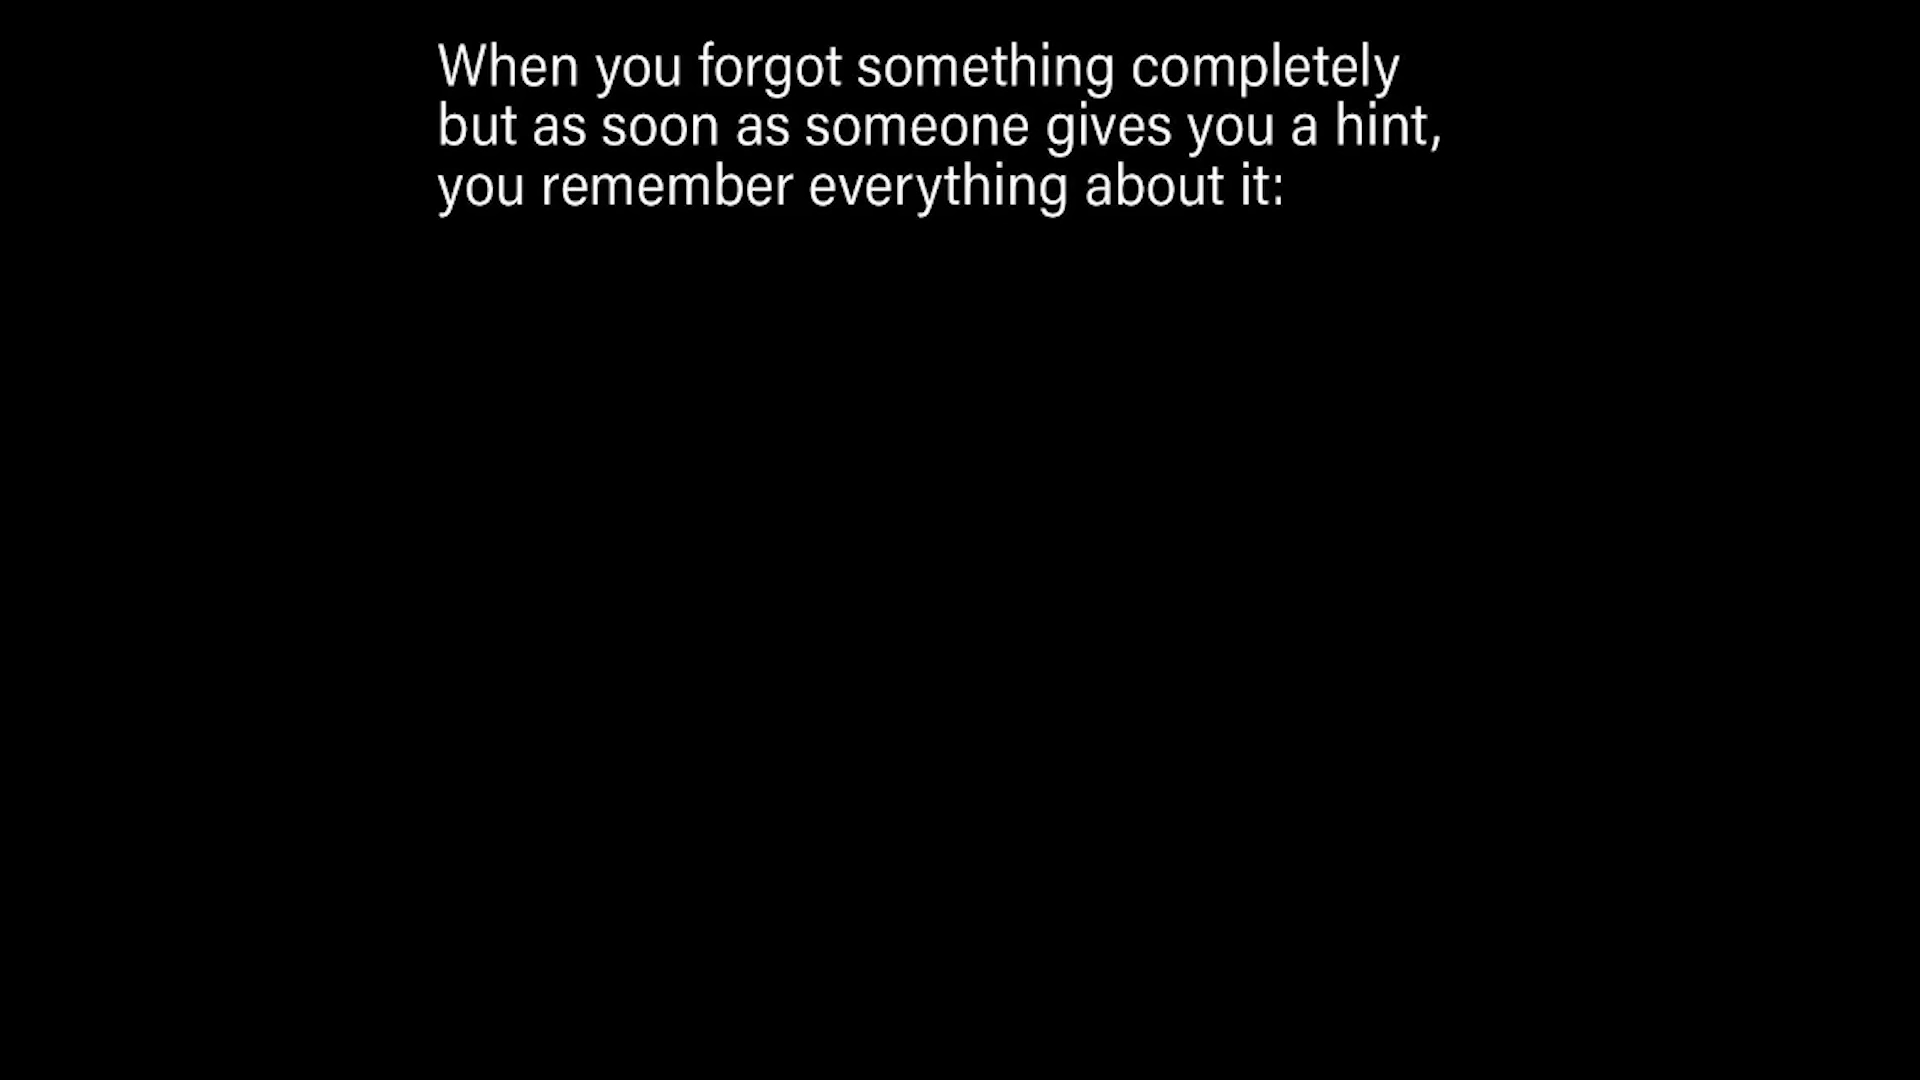 When you forgot something completely
but as soon as someone gives you a hint,
you remember everything about it: